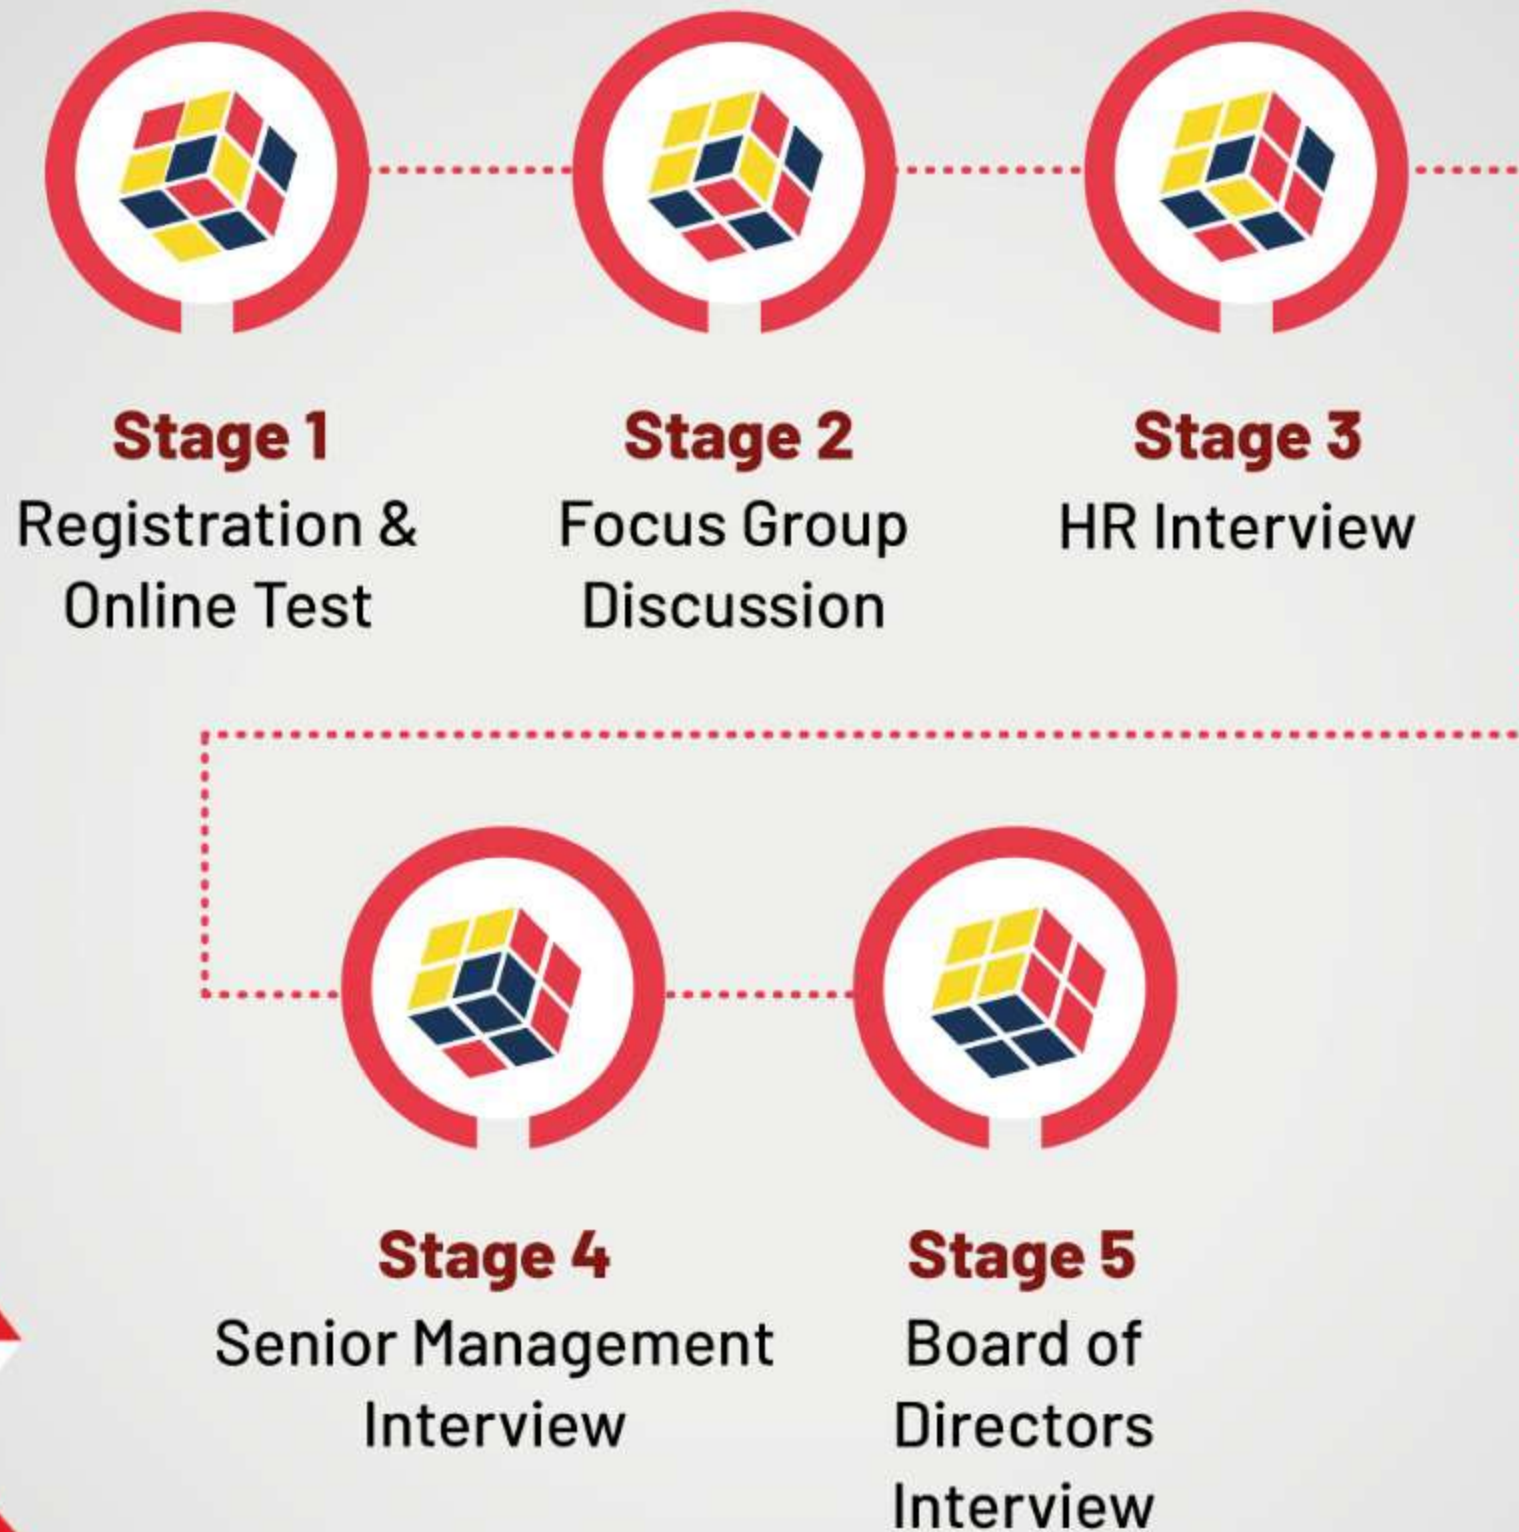 Stage 1
Registration &
Online Test
Stage 2
Focus Group
Discussion
Stage 3
HR Interview
Stage 4
Senior Management
Interview
Stage 5
Board of
Directors
Interview